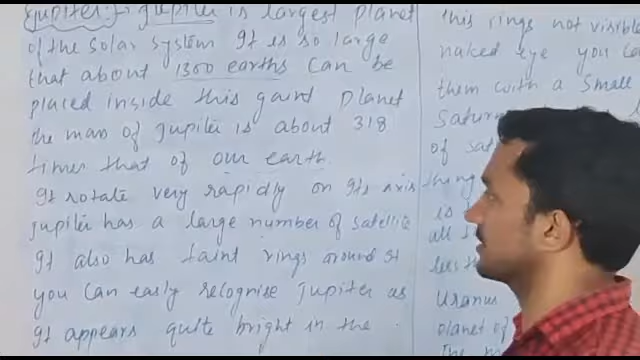 Jupiter :- Jupiter is largest planet
of the solar system It is so large
that about 1300 earths can be
placed inside this gaint planet
the mas of Jupiter is about 318
times that of our earth
It rotate very rapidly on its axis
Jupiter has a large number of satellite
It also has faint rings around it
you can easily recognise Jupiter as
It appears quite bright in the
this rings not visible
naked eye you
them with a small
Saturn
of
thing
is
all
less
Uranus
planet of